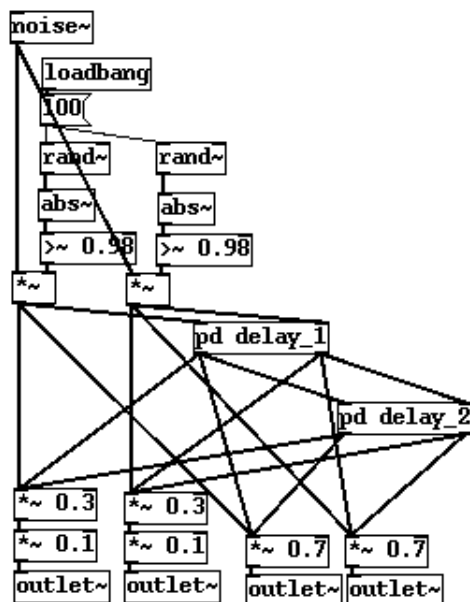 noise~
loadbang
100
rand~ rand~
abs~ abs~
>~ 0.98 >~ 0.98
*~ *~
pd delay_1
pd delay_2
*~ 0.3 *~ 0.3
*~ 0.1 *~ 0.1 *~ 0.7 *~ 0.7
outlet~ outlet~ outlet~ outlet~